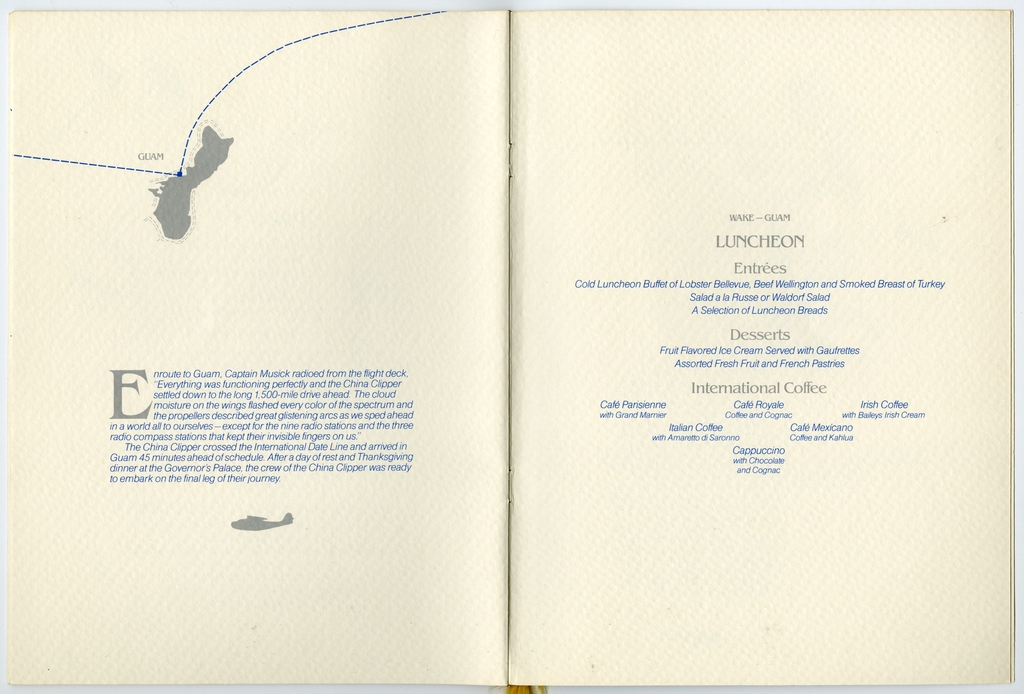 GUAM
Enroute to Guam, Captain Musick radioed from the flight deck,
"Everything was functioning perfectly and the China Clipper
settled down to the long 1,500-mile drive ahead. The cloud
moisture on the wings flashed every color of the spectrum and
the propellers described great glistening arcs as we sped ahead
in a world all to ourselves—except for the nine radio stations and the three
radio compass stations that kept their invisible fingers on us."
The China Clipper crossed the International Date Line and arrived in
Guam 45 minutes ahead of schedule. After a day of rest and Thanksgiving
dinner at the Governor's Palace, the crew of the China Clipper was ready
to embark on the final leg of their journey.
WAKE – GUAM
LUNCHEON
Entrées
Cold Luncheon Buffet of Lobster Bellevue, Beef Wellington and Smoked Breast of Turkey
Salad a la Russe or Waldorf Salad
A Selection of Luncheon Breads
Desserts
Fruit Flavored Ice Cream Served with Gaufrettes
Assorted Fresh Fruit and French Pastries
International Coffee
Café Parisienne Café Royale Irish Coffee
with Grand Marnier Coffee and Cognac with Baileys Irish Cream
Italian Coffee Café Mexicano
with Amaretto di Saronno Coffee and Kahlua
Cappuccino
with Chocolate
and Cognac